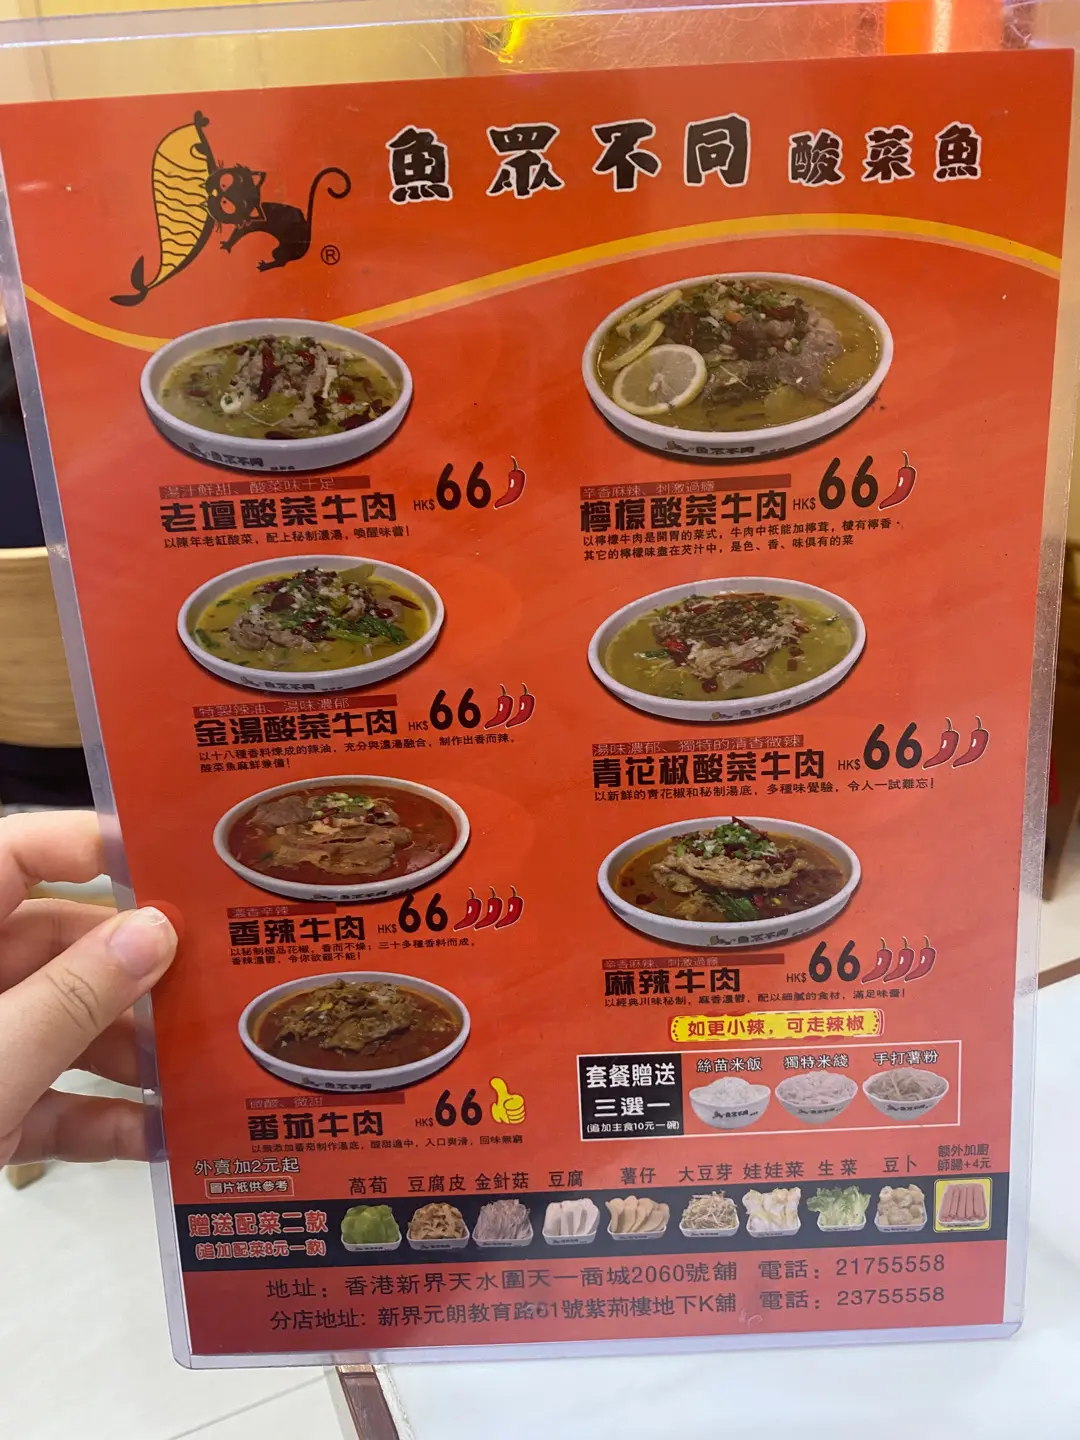 魚眾不同 酸菜魚
®
湯汁鮮甜、酸菜味十足
老壇酸菜牛肉 HK$66
以陳年老缸酸菜，配上秘制濃湯，喚醒味蕾！
辛香麻辣、刺激過癮
檸檬酸菜牛肉 HK$66
以檸檬牛肉是開胃的菜式，牛肉中祇能加檸茸，便有檸香。
其它的檸檬味盡在芡汁中，是色、香、味俱有的菜
特製辣油、湯味濃郁
金湯酸菜牛肉 HK$66
以十八種香料煉成的辣油，充分與濃湯融合，制作出香而辣。
酸菜魚麻鮮兼備！
湯味濃郁、獨特的清香微辣
青花椒酸菜牛肉 HK$66
以新鮮的青花椒和秘制湯底，多種味覺驗，令人一試難忘！
濃香辛辣
香辣牛肉 HK$66
以秘制極品花椒，香而不燥；三十多種香料而成，
香辣濃鬱，令你欲罷不能！
辛香麻辣、刺激過癮
麻辣牛肉 HK$66
以經典川味秘制，麻香濃鬱，配以細膩的食材，滿足味蕾！
如更小辣，可走辣椒
微酸、微甜
番茄牛肉 HK$66
以無添加番茄制作湯底，酸甜適中，入口爽滑，回味無窮
套餐贈送
三選一
(追加主食10元一碗)
絲苗米飯 獨特米綫 手打薯粉
外賣加2元起
圖片衹供參考
萵荀 豆腐皮 金針菇 豆腐 薯仔 大豆芽 娃娃菜 生菜 豆卜
額外加廚
師腸+4元
贈送配菜二款
(追加配菜8元一款)
地址：香港新界天水圍天一商城2060號舖 電話：21755558
分店地址: 新界元朗教育路61號紫荊樓地下K舖 電話：23755558